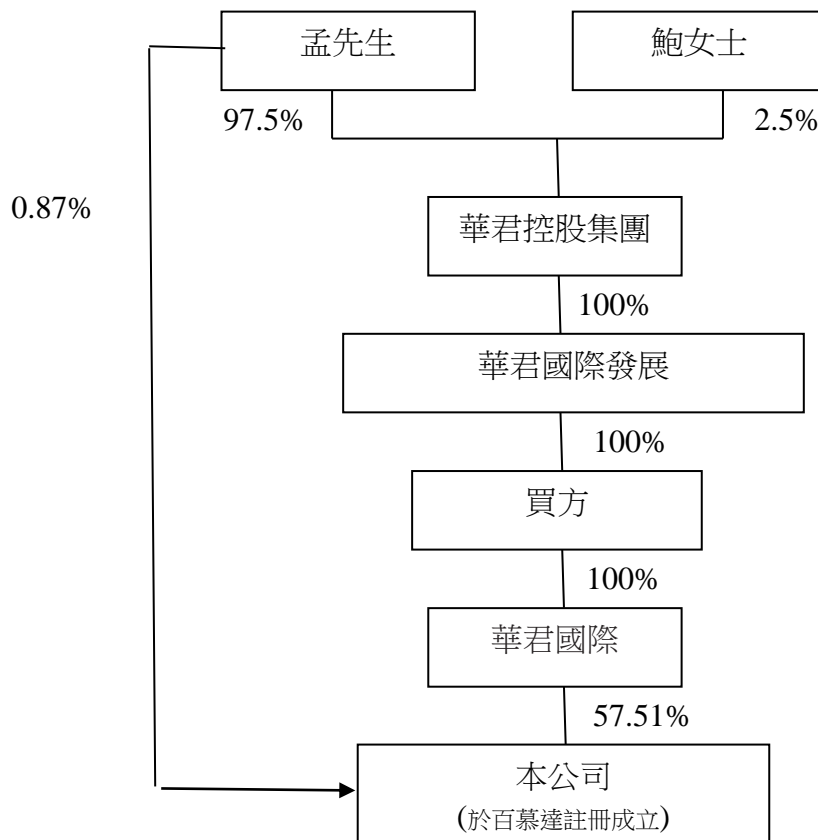 孟先生
鮑女士
97.5%
2.5%
0.87%
華君控股集團
100%
華君國際發展
100%
買方
100%
華君國際
57.51%
本公司
(於百慕達註冊成立)